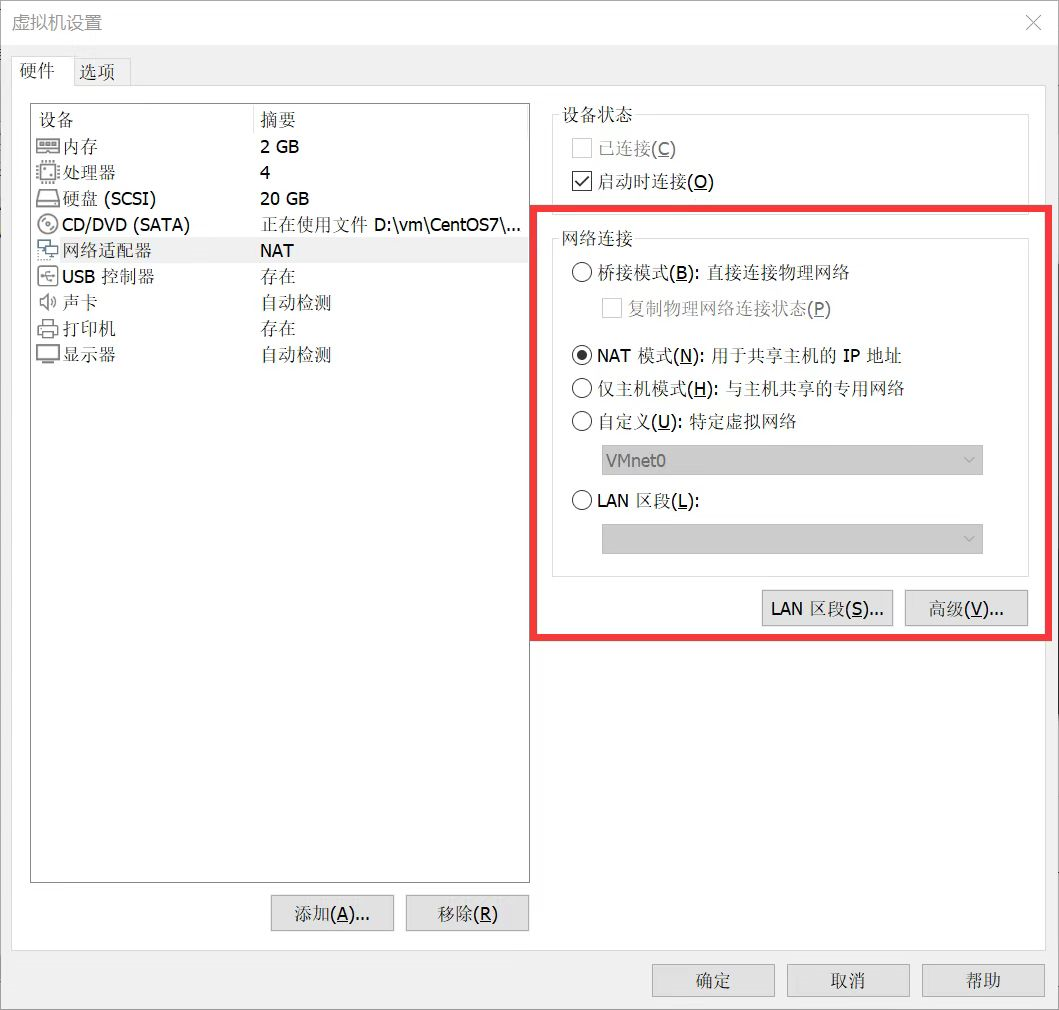 虚拟机设置
硬件 选项
设备 摘要
内存 2 GB
处理器 4
硬盘 (SCSI) 20 GB
CD/DVD (SATA) 正在使用文件 D:\vm\CentOS7\...
网络适配器 NAT
USB 控制器 存在
声卡 自动检测
打印机 存在
显示器 自动检测
添加(A)... 移除(R)
设备状态
已连接(C)
启动时连接(O)
网络连接
桥接模式(B): 直接连接物理网络
复制物理网络连接状态(P)
NAT 模式(N): 用于共享主机的 IP 地址
仅主机模式(H): 与主机共享的专用网络
自定义(U): 特定虚拟网络
VMnet0
LAN 区段(L):
LAN 区段(S)... 高级(V)...
确定 取消 帮助